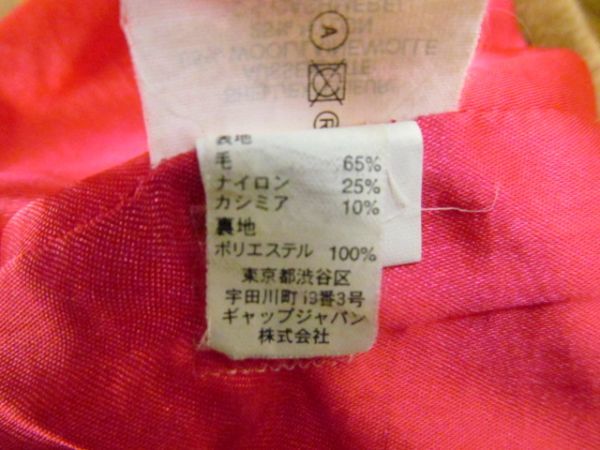 表地
毛 65%
ナイロン 25%
カシミア 10%
裏地
ポリエステル 100%
東京都渋谷区
宇田川町19番3号
ギャップジャパン
株式会社
A
R